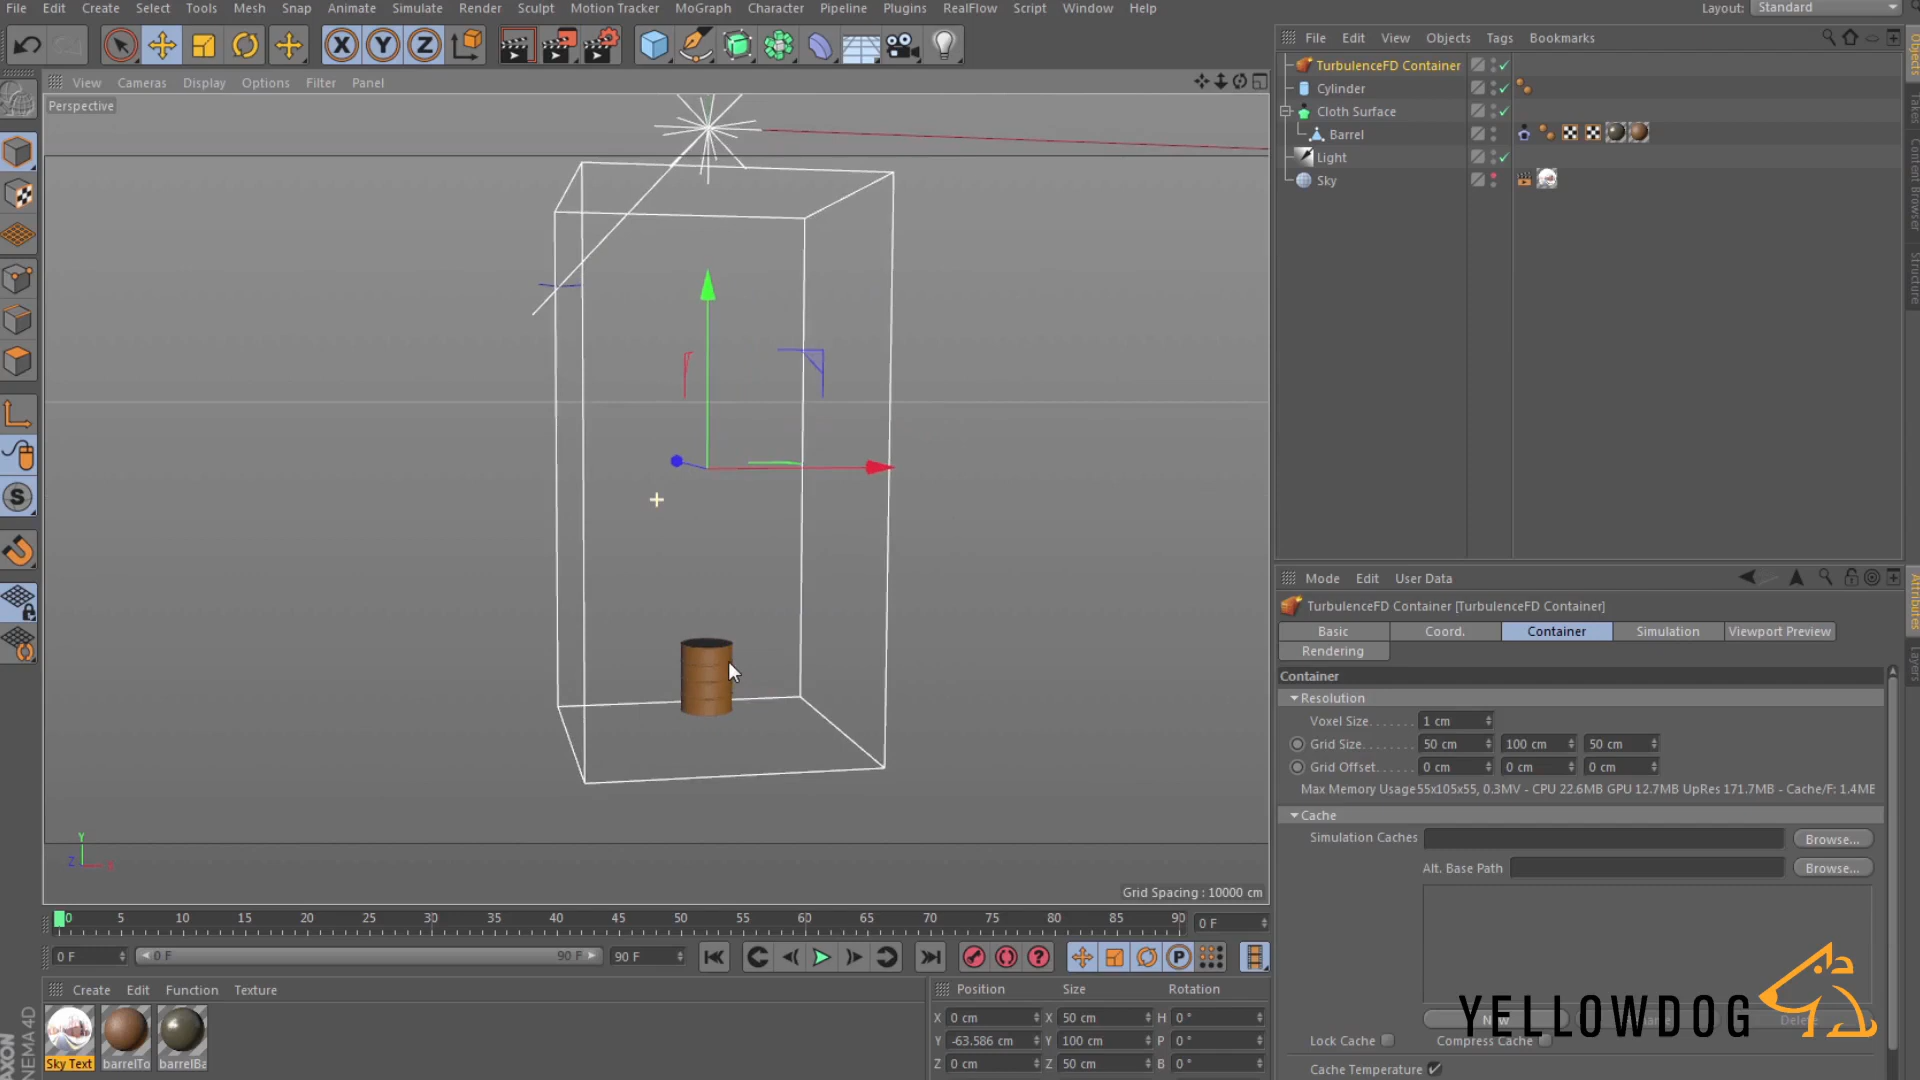 File Edit Create Select Tools Mesh Snap Animate Simulate Render Sculpt Motion Tracker MoGraph Character Pipeline Plugins RealFlow Script Window Help Layout: Standard
X Y Z
View Cameras Display Options Filter Panel
Perspective
Grid Spacing : 10000 cm
Y
Z X
S
File Edit View Objects Tags Bookmarks
TurbulenceFD Container
Cylinder
Cloth Surface
Barrel
Light
Sky
Objects
Takes
Content Browser
Structure
Mode Edit User Data
TurbulenceFD Container [TurbulenceFD Container]
Basic Coord. Container Simulation Viewport Preview
Rendering
Container
Resolution
Voxel Size 1 cm
Grid Size 50 cm 100 cm 50 cm
Grid Offset 0 cm 0 cm 0 cm
Max Memory Usage55x105x55, 0.3MV - CPU 22.6MB GPU 12.7MB UpRes 171.7MB - Cache/F: 1.4MB
Cache
Simulation Caches Browse...
Alt. Base Path Browse...
YELLOWDOG
Lock Cache Compress Cache
Cache Temperature
Attributes
Layers
0 5 10 15 20 25 30 35 40 45 50 55 60 65 70 75 80 85 90 0 F
0 F 0 F 90 F 90 F P
Create Edit Function Texture
Sky Text barrelTo barrelBa
Position Size Rotation
X 0 cm X 50 cm H 0 °
Y -63.586 cm Y 100 cm P 0 °
Z 0 cm Z 50 cm B 0 °